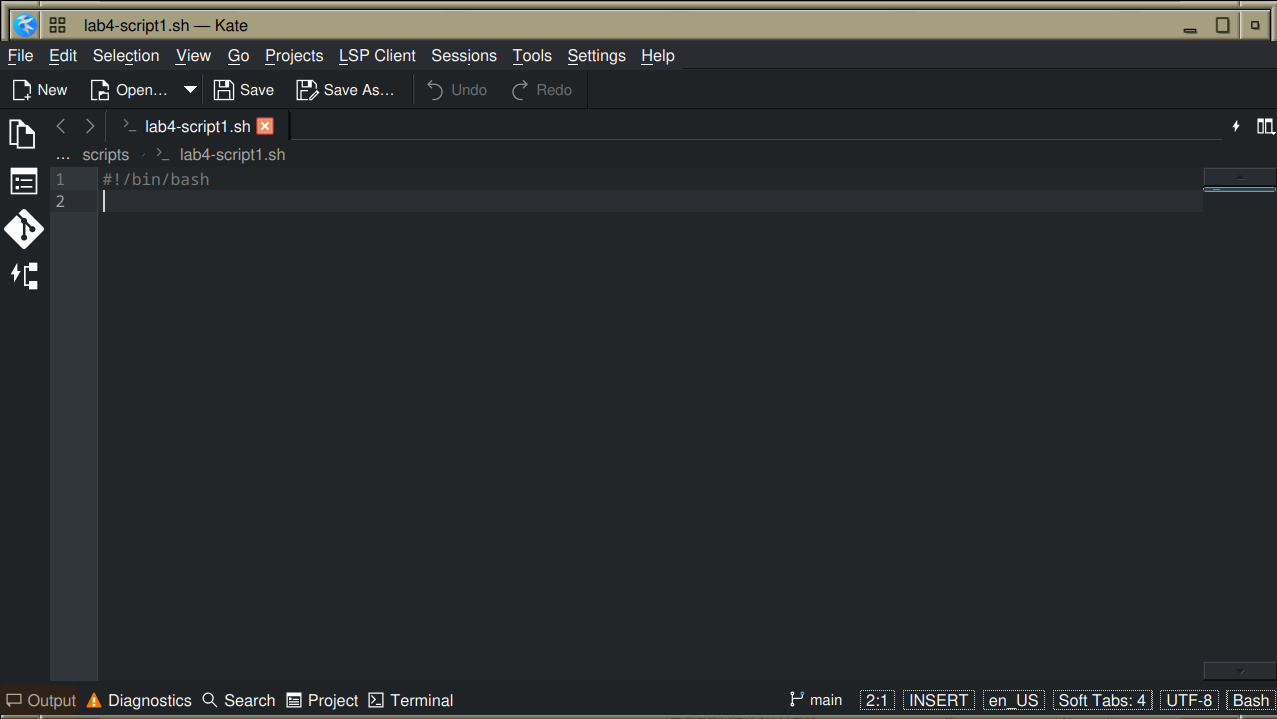 lab4-script1.sh — Kate
File Edit Selection View Go Projects LSP Client Sessions Tools Settings Help
New Open... Save Save As... Undo Redo
lab4-script1.sh
... scripts lab4-script1.sh
1 #!/bin/bash
2
Output Diagnostics Search Project Terminal main 2:1 INSERT en_US Soft Tabs: 4 UTF-8 Bash